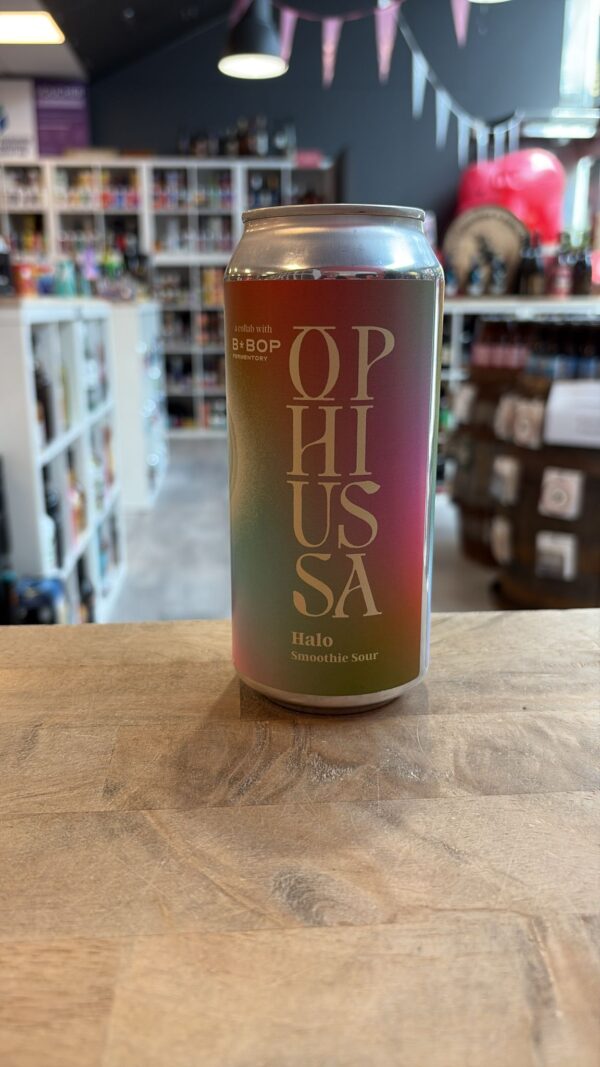 a collab with
B★BOP
FERMENTORY
OP
HI
US
SA
Halo
Smoothie Sour